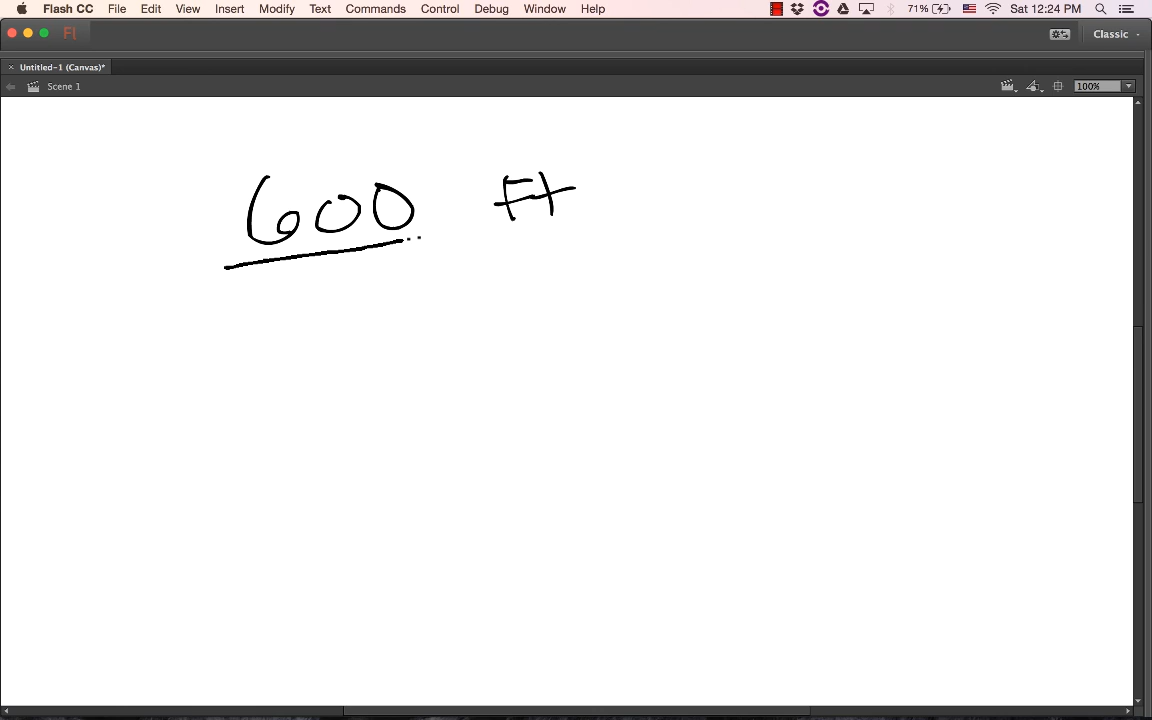 Flash CC File Edit View Insert Modify Text Commands Control Debug Window Help 71% Sat 12:24 PM
Fl Classic
× Untitled-1 (Canvas)*
Scene 1 100%
600 Ft